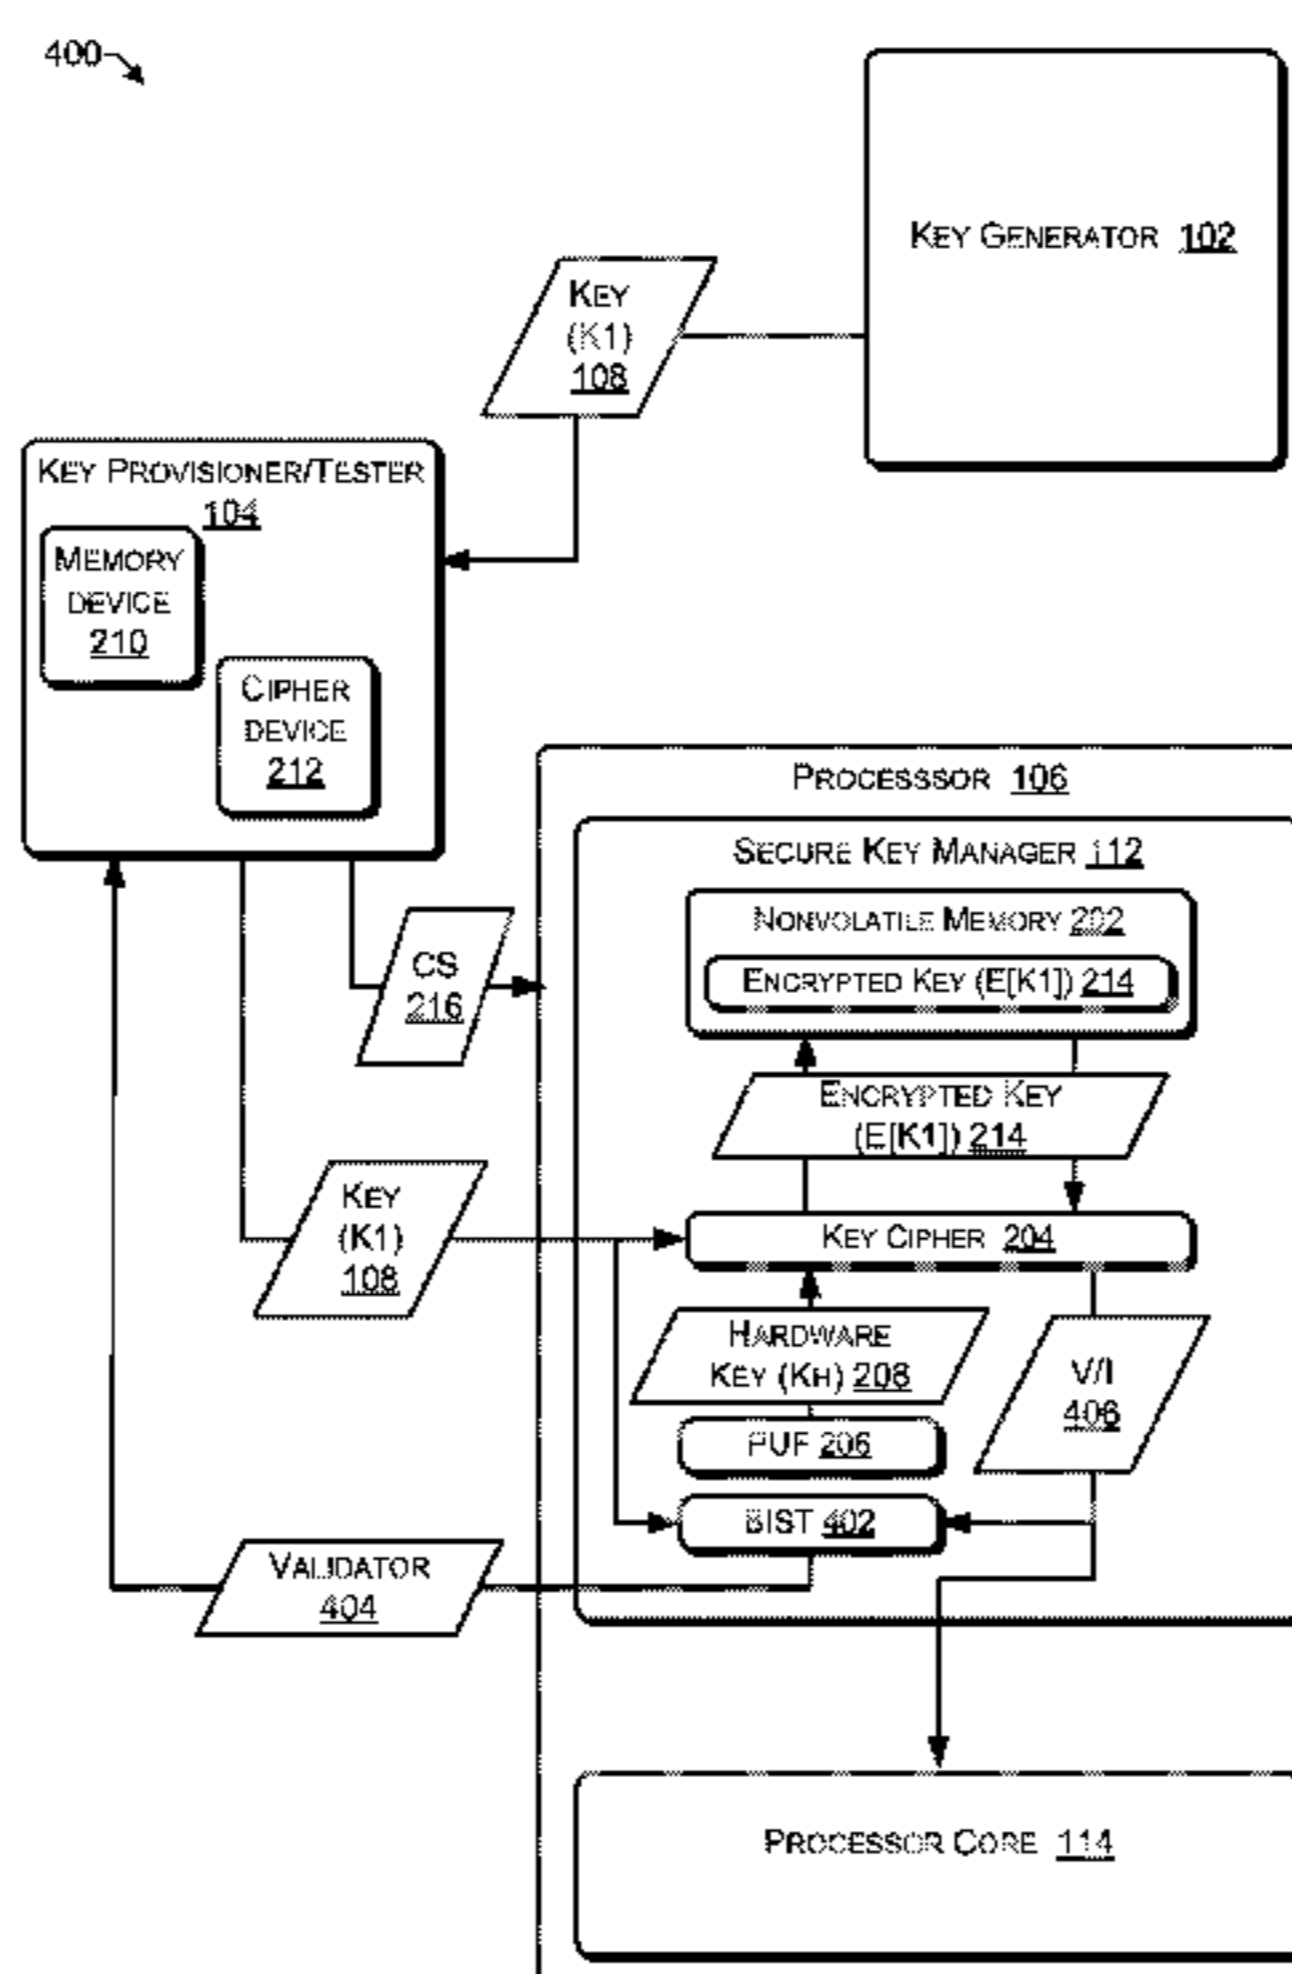 400
KEY GENERATOR 102
KEY
(K1)
108
KEY PROVISIONER/TESTER
104
MEMORY
DEVICE
210
CIPHER
DEVICE
212
PROCESSSOR 106
SECURE KEY MANAGER 112
NONVOLATILE MEMORY 202
ENCRYPTED KEY (E[K1]) 214
CS
216
ENCRYPTED KEY
(E[K1]) 214
KEY
(K1)
108
KEY CIPHER 204
HARDWARE
KEY (KH) 208
V/I
406
PUF 206
BIST 402
VALIDATOR
404
PROCESSOR CORE 114